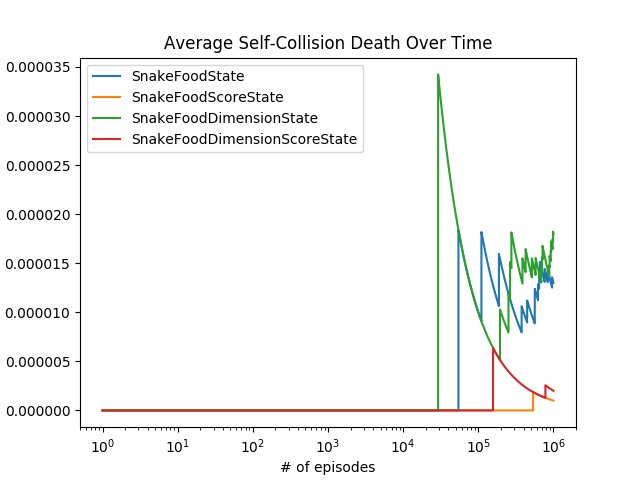 Average Self-Collision Death Over Time
SnakeFoodState
SnakeFoodScoreState
SnakeFoodDimensionState
SnakeFoodDimensionScoreState
0.000035
0.000030
0.000025
0.000020
0.000015
0.000010
0.000005
0.000000
10⁰ 10¹ 10² 10³ 10⁴ 10⁵ 10⁶
# of episodes